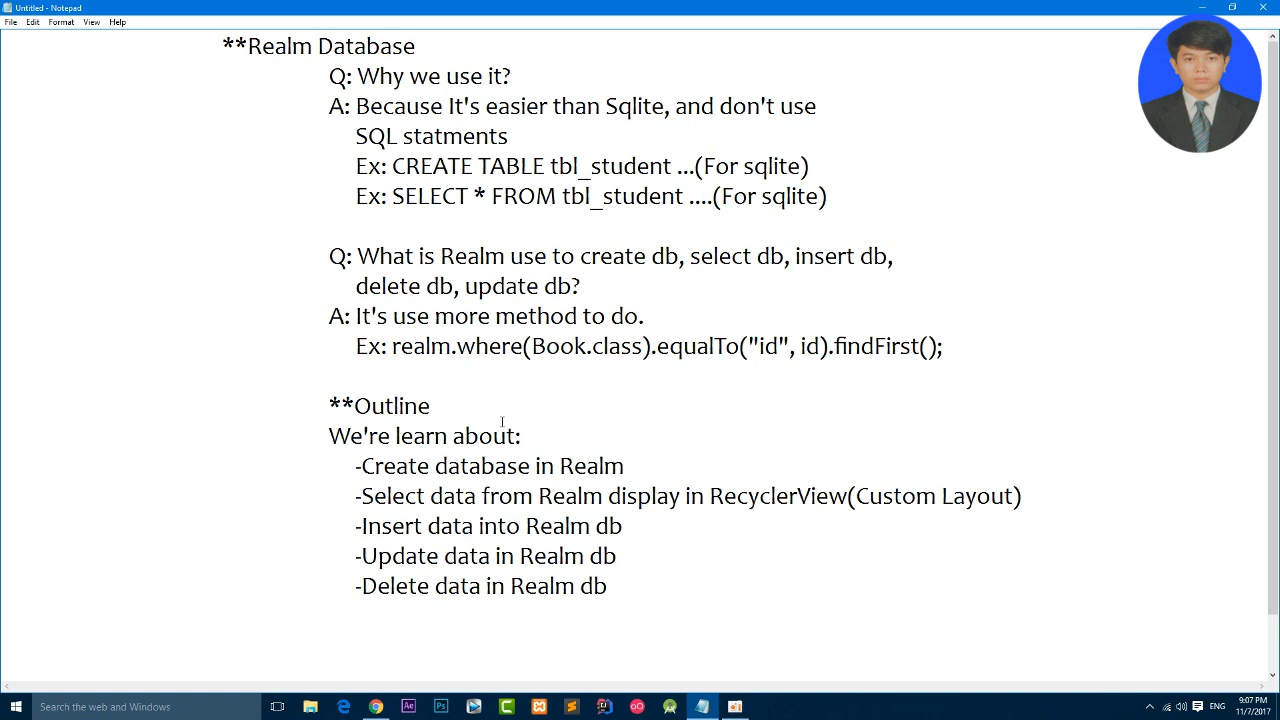 Untitled - Notepad
File Edit Format View Help
**Realm Database
Q: Why we use it?
A: Because It's easier than Sqlite, and don't use
SQL statments
Ex: CREATE TABLE tbl_student ...(For sqlite)
Ex: SELECT * FROM tbl_student ....(For sqlite)
Q: What is Realm use to create db, select db, insert db,
delete db, update db?
A: It's use more method to do.
Ex: realm.where(Book.class).equalTo("id", id).findFirst();
**Outline
We're learn about:
-Create database in Realm
-Select data from Realm display in RecyclerView(Custom Layout)
-Insert data into Realm db
-Update data in Realm db
-Delete data in Realm db
Search the web and Windows
Ae
Ps
ENG
9:07 PM
11/7/2017